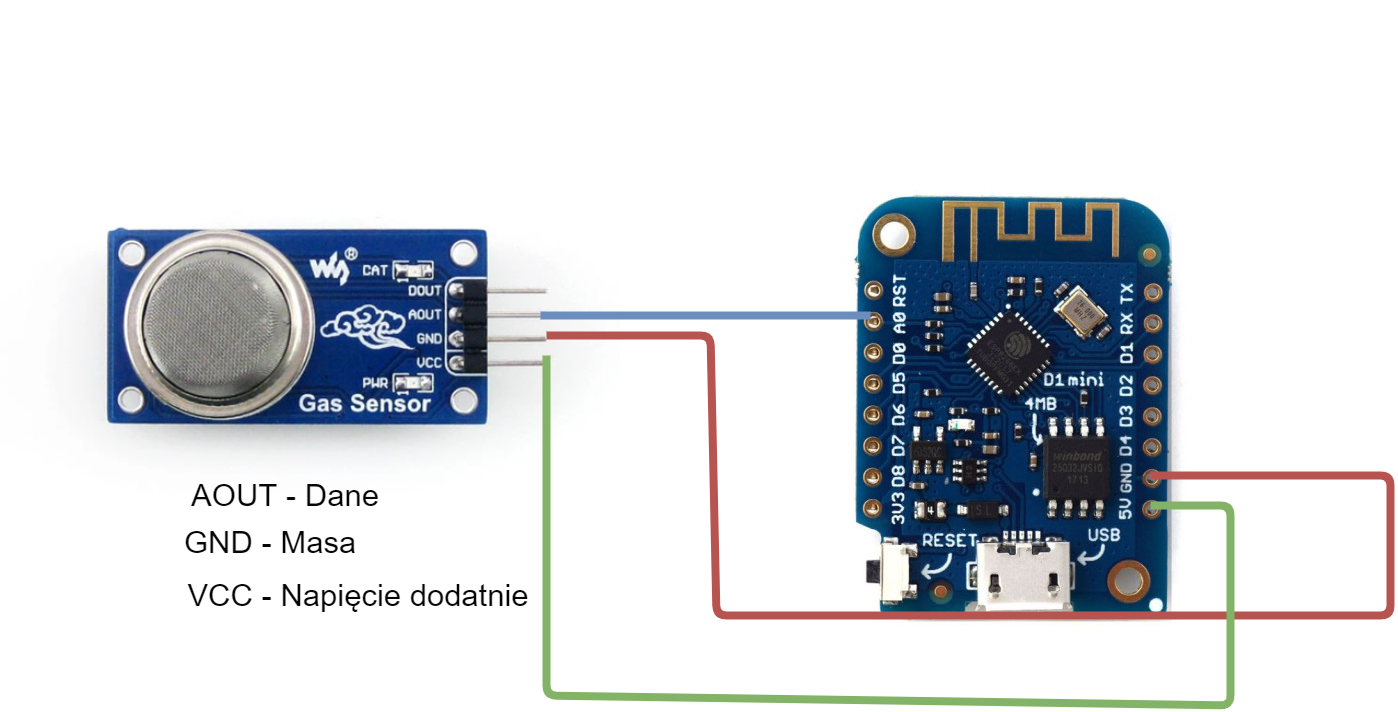 CAT
DOUT
AOUT
GND
VCC
PWR
Gas Sensor
AOUT - Dane
GND - Masa
VCC - Napięcie dodatnie
RST
A0
D0
D5
D6
D7
D8
3V3
TX
RX
D1
D2
D3
D4
GND
5V
D1 mini
4MB
winbond
25Q32JVSIQ
1713
RESET
USB